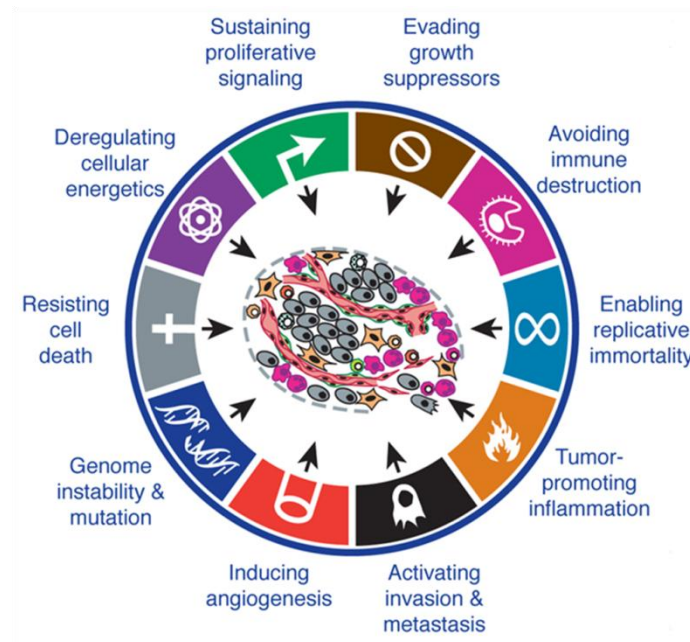 Sustaining
proliferative
signaling
Evading
growth
suppressors
Avoiding
immune
destruction
Enabling
replicative
immortality
Tumor-
promoting
inflammation
Activating
invasion &
metastasis
Inducing
angiogenesis
Genome
instability &
mutation
Resisting
cell
death
Deregulating
cellular
energetics